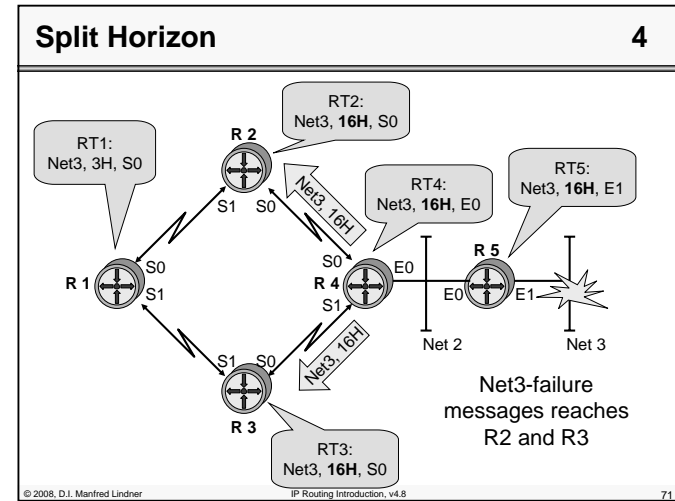 Split Horizon 4
RT2:
Net3, 16H, S0
RT1:
Net3, 3H, S0
R 2
RT4:
Net3, 16H, E0
RT5:
Net3, 16H, E1
Net3, 16H
S1 S0
R 5
S0
R 1
S1
S0
R 4
E0
S1
E0
E1
Net 2
Net 3
S1
S0
Net3, 16H
R 3
Net3-failure
messages reaches
R2 and R3
RT3:
Net3, 16H, S0
© 2008, D.I. Manfred Lindner
IP Routing Introduction, v4.8
71